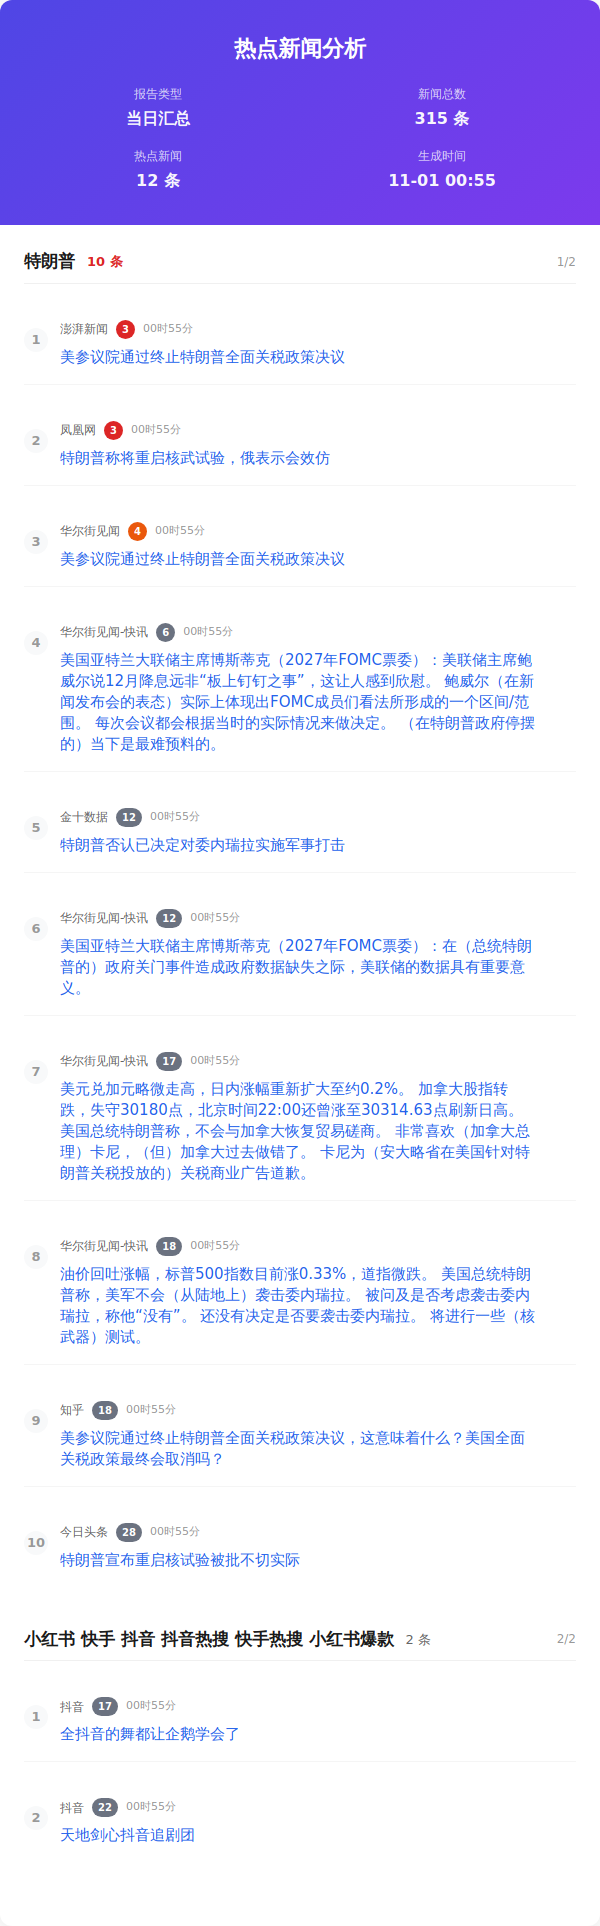 热点新闻分析
报告类型
当日汇总
新闻总数
315 条
热点新闻
12 条
生成时间
11-01 00:55
特朗普 10 条 1/2
1 澎湃新闻 3 00时55分
美参议院通过终止特朗普全面关税政策决议
2 凤凰网 3 00时55分
特朗普称将重启核武试验，俄表示会效仿
3 华尔街见闻 4 00时55分
美参议院通过终止特朗普全面关税政策决议
4 华尔街见闻-快讯 6 00时55分
美国亚特兰大联储主席博斯蒂克（2027年FOMC票委）：美联储主席鲍
威尔说12月降息远非“板上钉钉之事”，这让人感到欣慰。 鲍威尔（在新
闻发布会的表态）实际上体现出FOMC成员们看法所形成的一个区间/范
围。 每次会议都会根据当时的实际情况来做决定。 （在特朗普政府停摆
的）当下是最难预料的。
5 金十数据 12 00时55分
特朗普否认已决定对委内瑞拉实施军事打击
6 华尔街见闻-快讯 12 00时55分
美国亚特兰大联储主席博斯蒂克（2027年FOMC票委）：在（总统特朗
普的）政府关门事件造成政府数据缺失之际，美联储的数据具有重要意
义。
7 华尔街见闻-快讯 17 00时55分
美元兑加元略微走高，日内涨幅重新扩大至约0.2%。 加拿大股指转
跌，失守30180点，北京时间22:00还曾涨至30314.63点刷新日高。
美国总统特朗普称，不会与加拿大恢复贸易磋商。 非常喜欢（加拿大总
理）卡尼，（但）加拿大过去做错了。 卡尼为（安大略省在美国针对特
朗普关税投放的）关税商业广告道歉。
8 华尔街见闻-快讯 18 00时55分
油价回吐涨幅，标普500指数目前涨0.33%，道指微跌。 美国总统特朗
普称，美军不会（从陆地上）袭击委内瑞拉。 被问及是否考虑袭击委内
瑞拉，称他“没有”。 还没有决定是否要袭击委内瑞拉。 将进行一些（核
武器）测试。
9 知乎 18 00时55分
美参议院通过终止特朗普全面关税政策决议，这意味着什么？美国全面
关税政策最终会取消吗？
10 今日头条 28 00时55分
特朗普宣布重启核试验被批不切实际
小红书 快手 抖音 抖音热搜 快手热搜 小红书爆款 2 条 2/2
1 抖音 17 00时55分
全抖音的舞都让企鹅学会了
2 抖音 22 00时55分
天地剑心抖音追剧团